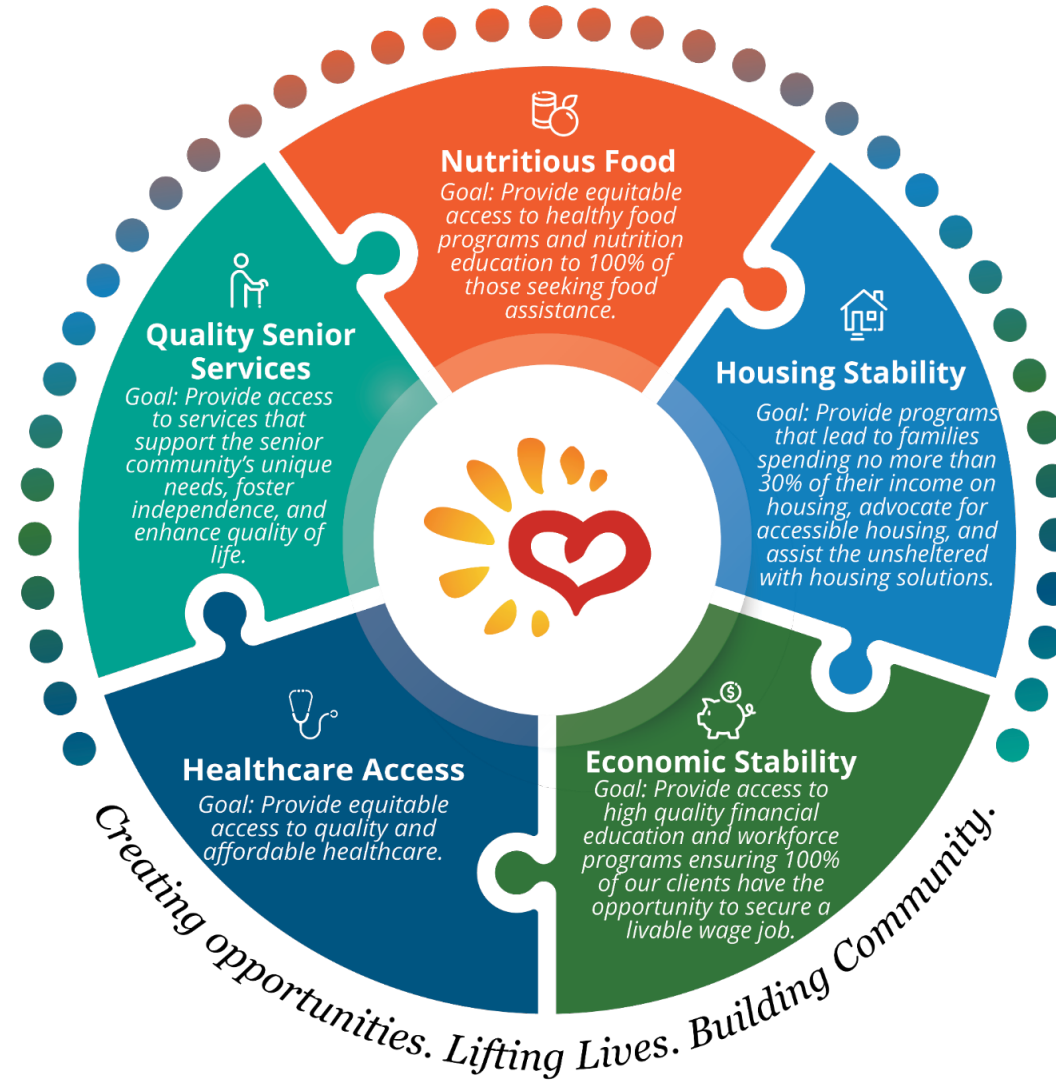 Nutritious Food
Goal: Provide equitable
access to healthy food
programs and nutrition
education to 100% of
those seeking food
assistance.
Housing Stability
Goal: Provide programs
that lead to families
spending no more than
30% of their income on
housing, advocate for
accessible housing, and
assist the unsheltered
with housing solutions.
Economic Stability
Goal: Provide access to
high quality financial
education and workforce
programs ensuring 100%
of our clients have the
opportunity to secure a
livable wage job.
Healthcare Access
Goal: Provide equitable
access to quality and
affordable healthcare.
Quality Senior
Services
Goal: Provide access
to services that
support the senior
community’s unique
needs, foster
independence, and
enhance quality of
life.
Creating opportunities. Lifting Lives. Building Community.